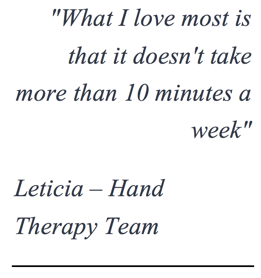 "What I love most is
that it doesn't take
more than 10 minutes a
week"
Leticia – Hand
Therapy Team